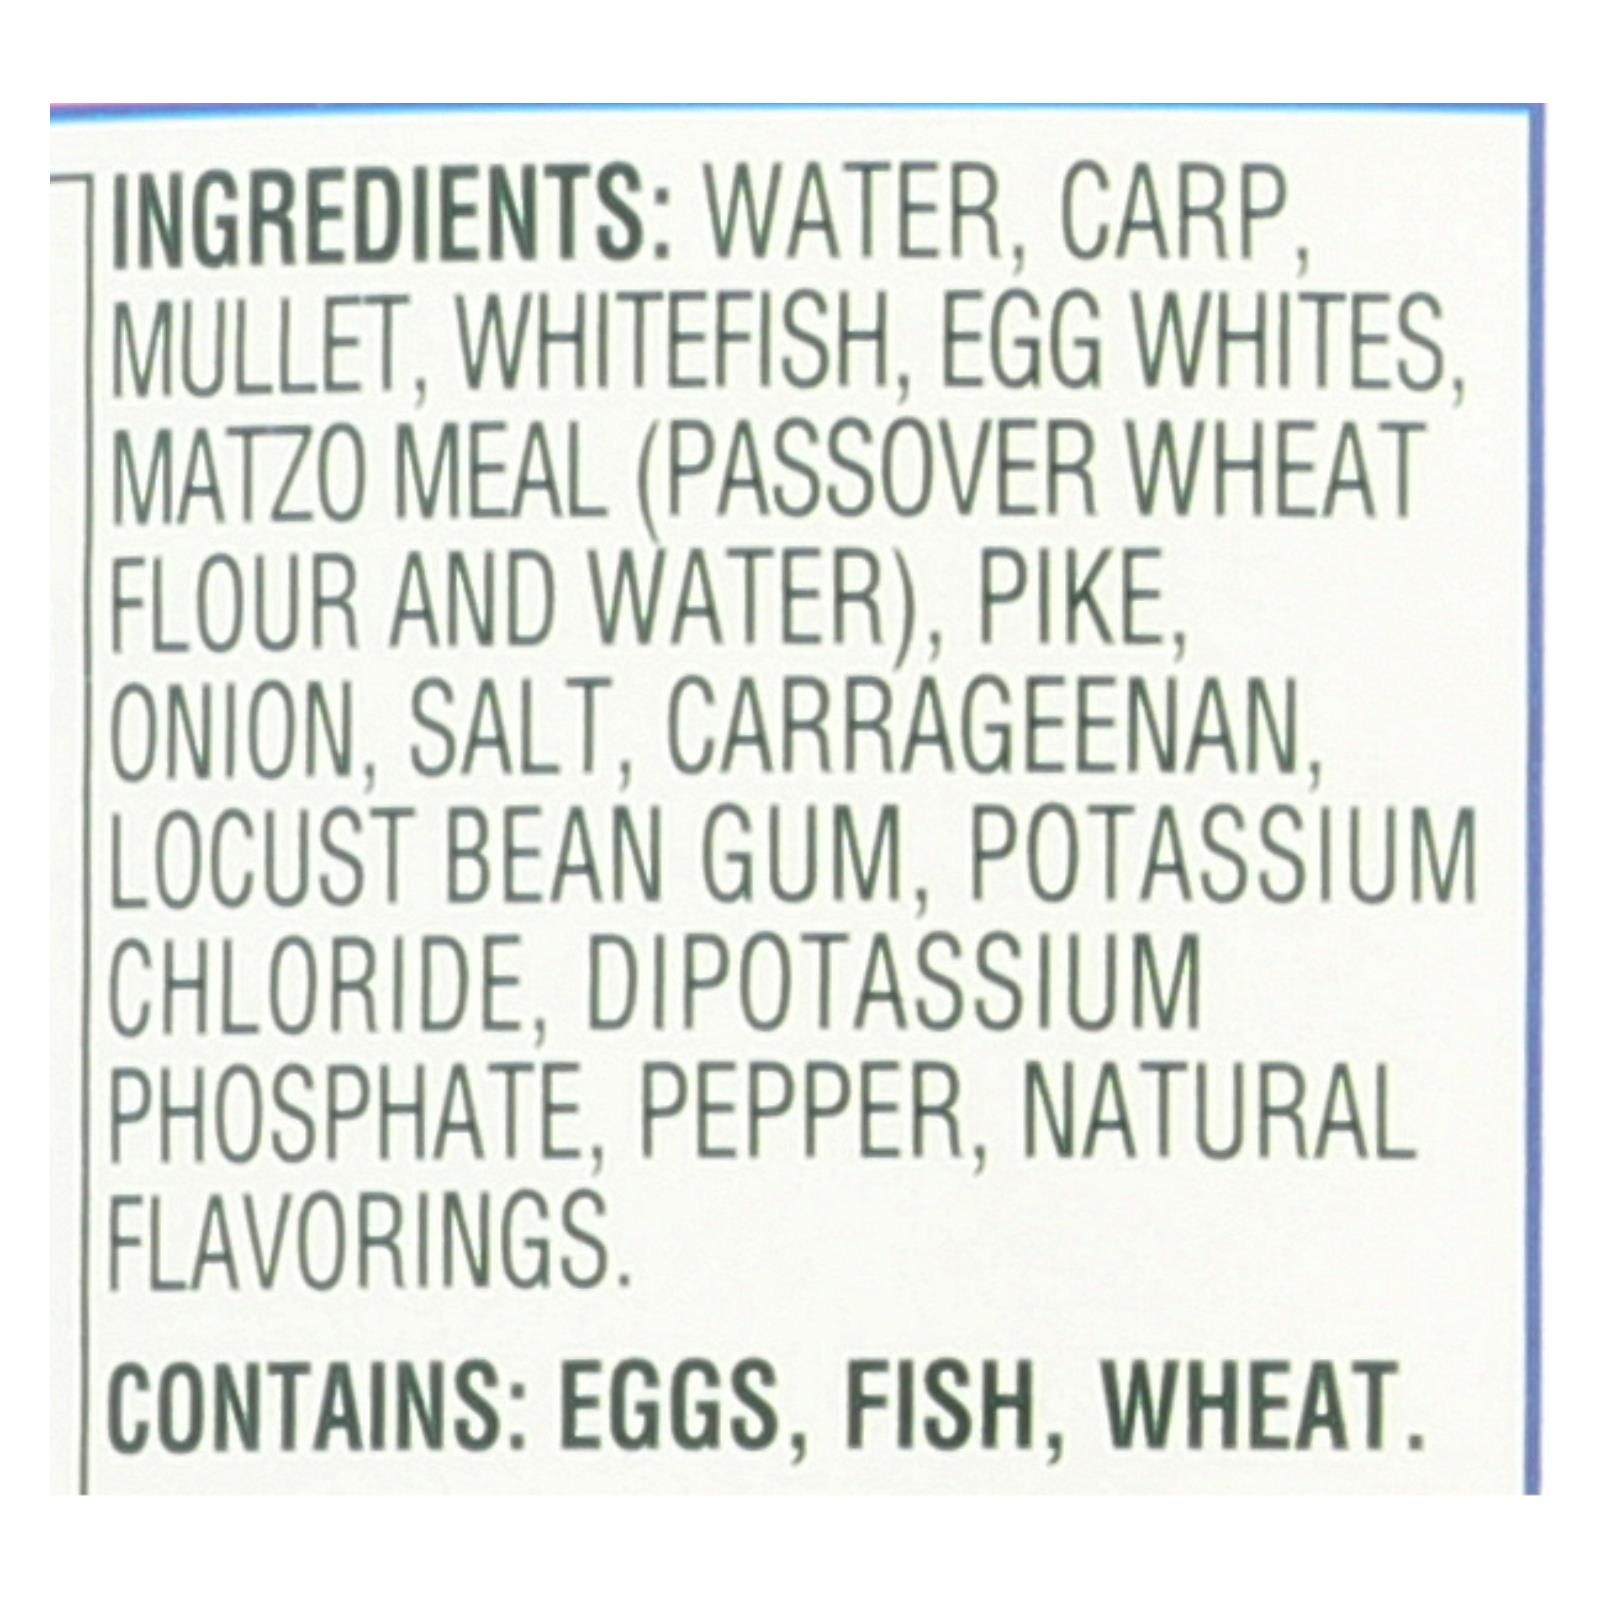 INGREDIENTS: WATER, CARP,
MULLET, WHITEFISH, EGG WHITES,
MATZO MEAL (PASSOVER WHEAT
FLOUR AND WATER), PIKE,
ONION, SALT, CARRAGEENAN,
LOCUST BEAN GUM, POTASSIUM
CHLORIDE, DIPOTASSIUM
PHOSPHATE, PEPPER, NATURAL
FLAVORINGS.
CONTAINS: EGGS, FISH, WHEAT.